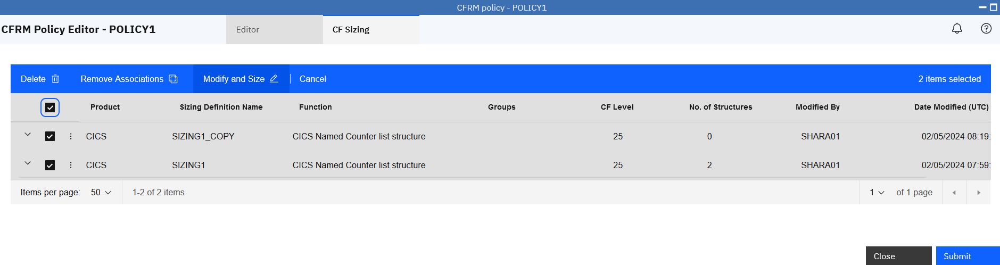 CFRM policy - POLICY1
CFRM Policy Editor - POLICY1 Editor CF Sizing
Delete Remove Associations Modify and Size Cancel 2 items selected
Product Sizing Definition Name Function Groups CF Level No. of Structures Modified By Date Modified (UTC)
CICS SIZING1_COPY CICS Named Counter list structure 25 0 SHARA01 02/05/2024 08:19:
CICS SIZING1 CICS Named Counter list structure 25 2 SHARA01 02/05/2024 07:59:
Items per page: 50 1-2 of 2 items 1 of 1 page
Close Submit